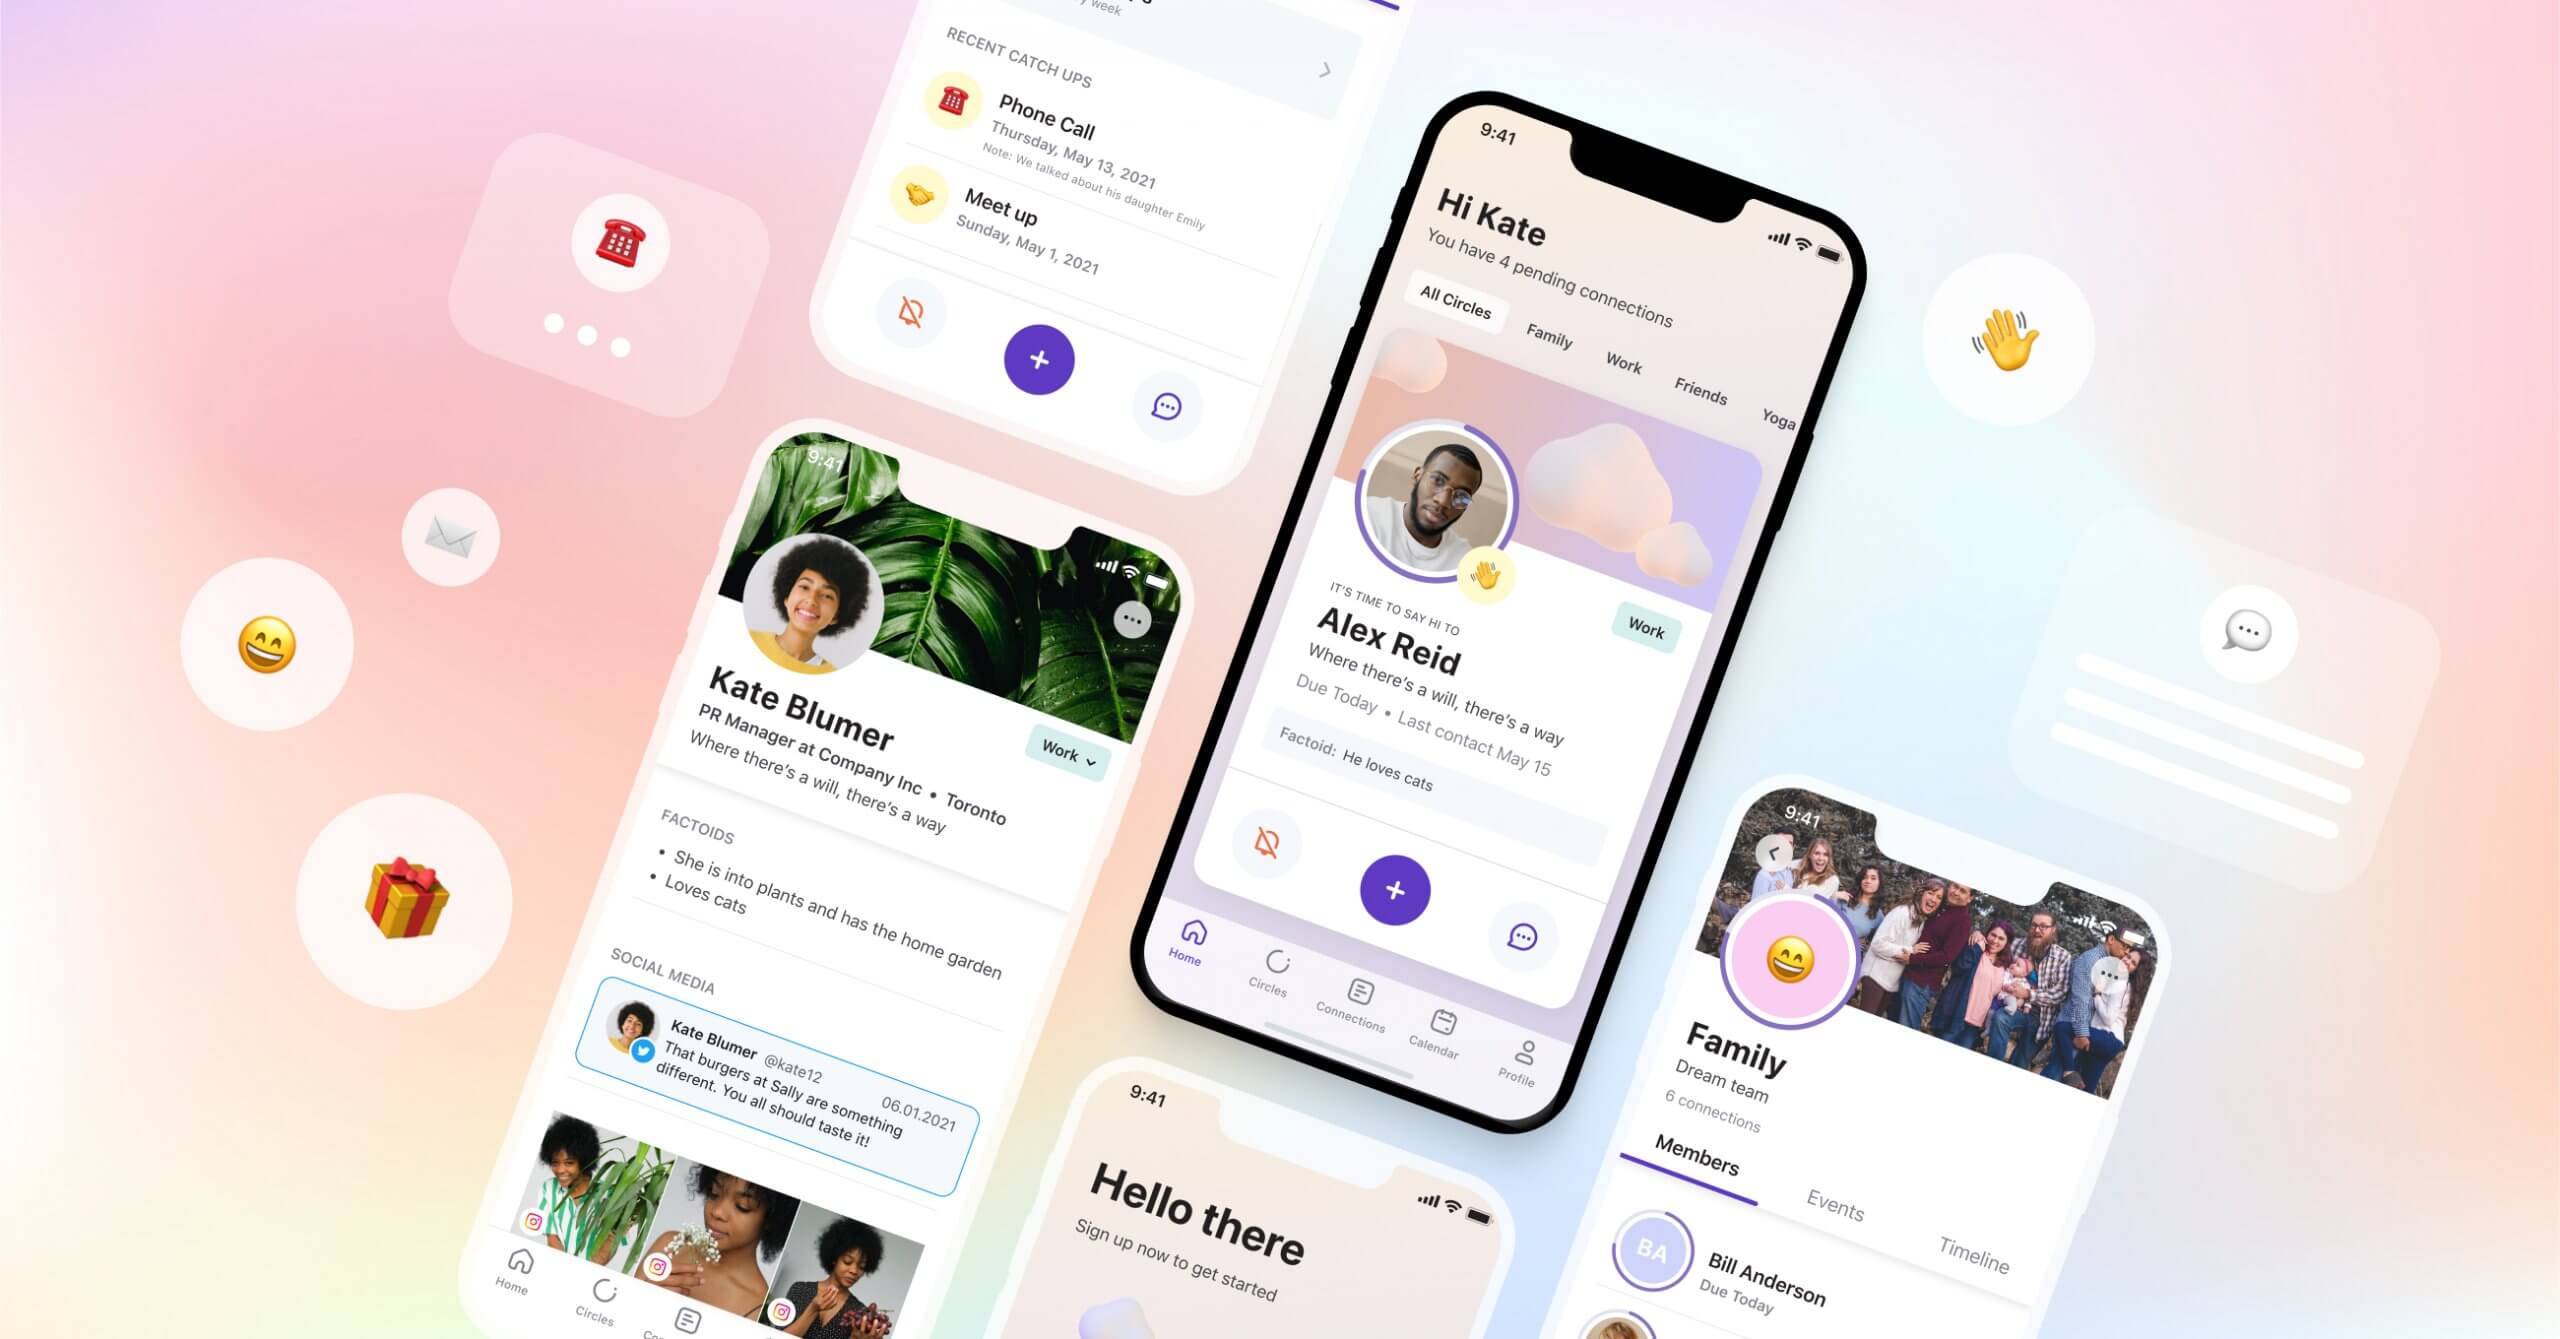 y week
RECENT CATCH UPS
Phone Call
Thursday, May 13, 2021
Note: We talked about his daughter Emily
Meet up
Sunday, May 1, 2021
9:41
Kate Blumer
PR Manager at Company Inc • Toronto
Where there's a will, there's a way
Work
FACTOIDS
• She is into plants and has the home garden
• Loves cats
SOCIAL MEDIA
Kate Blumer @kate12
06.01.2021
That burgers at Sally are something
different. You all should taste it!
Home
Circles
9:41
Hi Kate
You have 4 pending connections
All Circles
Family
Work
Friends
Yoga
IT'S TIME TO SAY HI TO
Alex Reid
Work
Where there's a will, there's a way
Due Today • Last contact May 15
Factoid: He loves cats
Home
Circles
Connections
Calendar
Profile
9:41
Hello there
Sign up now to get started
9:41
Family
Dream team
6 connections
Members
Events
Timeline
BA
Bill Anderson
Due Today